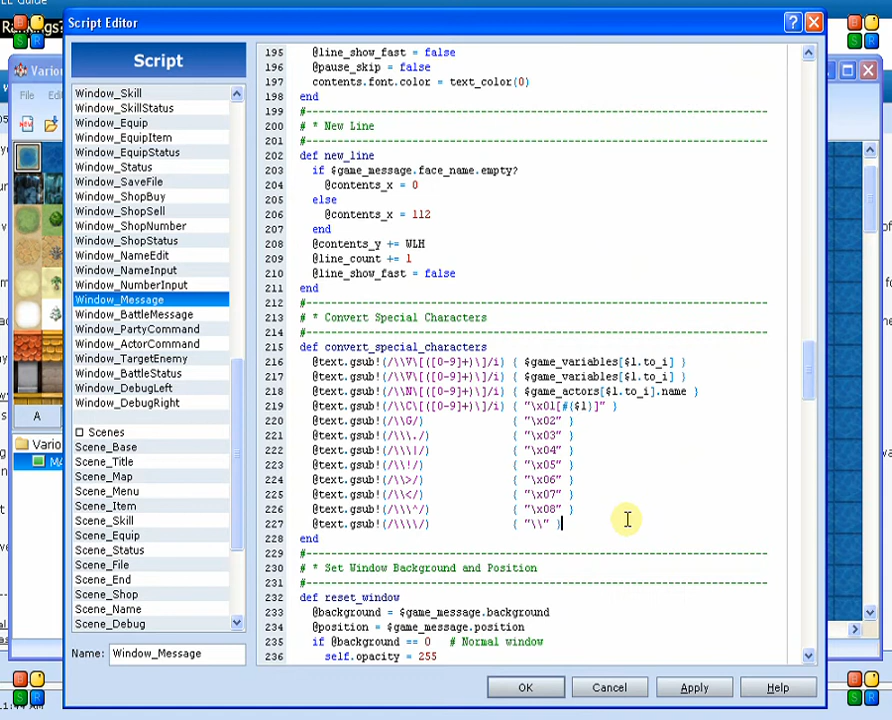 Script Editor
Script
Window_Skill
Window_SkillStatus
Window_Equip
Window_EquipItem
Window_EquipStatus
Window_Status
Window_SaveFile
Window_ShopBuy
Window_ShopSell
Window_ShopNumber
Window_ShopStatus
Window_NameEdit
Window_NameInput
Window_NumberInput
Window_Message
Window_BattleMessage
Window_PartyCommand
Window_ActorCommand
Window_TargetEnemy
Window_BattleStatus
Window_DebugLeft
Window_DebugRight
□ Scenes
Scene_Base
Scene_Title
Scene_Map
Scene_Menu
Scene_Item
Scene_Skill
Scene_Equip
Scene_Status
Scene_File
Scene_End
Scene_Shop
Scene_Name
Scene_Debug
Name: Window_Message
195 @line_show_fast = false
196 @pause_skip = false
197 contents.font.color = text_color(0)
198 end
199 #--------------------------------------------------------------------------
200 # * New Line
201 #--------------------------------------------------------------------------
202 def new_line
203 if $game_message.face_name.empty?
204 @contents_x = 0
205 else
206 @contents_x = 112
207 end
208 @contents_y += WLH
209 @line_count += 1
210 @line_show_fast = false
211 end
212 #--------------------------------------------------------------------------
213 # * Convert Special Characters
214 #--------------------------------------------------------------------------
215 def convert_special_characters
216 @text.gsub!(/\\V\[([0-9]+)\]/i) { $game_variables[$1.to_i] }
217 @text.gsub!(/\\V\[([0-9]+)\]/i) { $game_variables[$1.to_i] }
218 @text.gsub!(/\\N\[([0-9]+)\]/i) { $game_actors[$1.to_i].name }
219 @text.gsub!(/\\C\[([0-9]+)\]/i) { "\x01[#{$1}]" }
220 @text.gsub!(/\\G/) { "\x02" }
221 @text.gsub!(/\\\./) { "\x03" }
222 @text.gsub!(/\\\|/) { "\x04" }
223 @text.gsub!(/\\!/) { "\x05" }
224 @text.gsub!(/\\>/) { "\x06" }
225 @text.gsub!(/\\</) { "\x07" }
226 @text.gsub!(/\\\^/) { "\x08" }
227 @text.gsub!(/\\\\/) { "\\" }
228 end
229 #--------------------------------------------------------------------------
230 # * Set Window Background and Position
231 #--------------------------------------------------------------------------
232 def reset_window
233 @background = $game_message.background
234 @position = $game_message.position
235 if @background == 0 # Normal window
236 self.opacity = 255
OK Cancel Apply Help
File
A